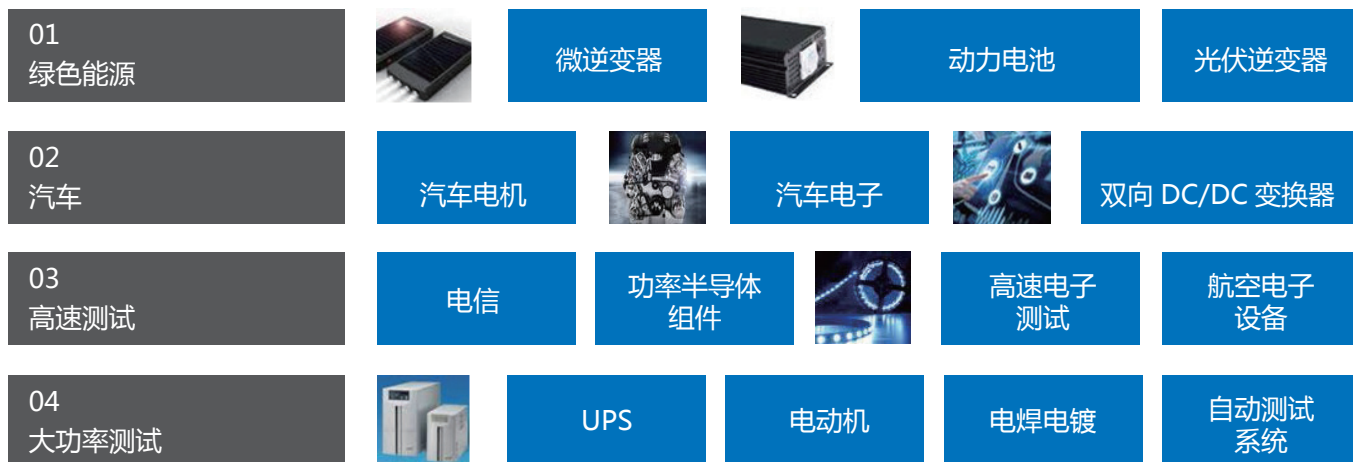 01
绿色能源
微逆变器
动力电池
光伏逆变器
02
汽车
汽车电机
汽车电子
双向 DC/DC 变换器
03
高速测试
电信
功率半导体
组件
高速电子
测试
航空电子
设备
04
大功率测试
UPS
电动机
电焊电镀
自动测试
系统